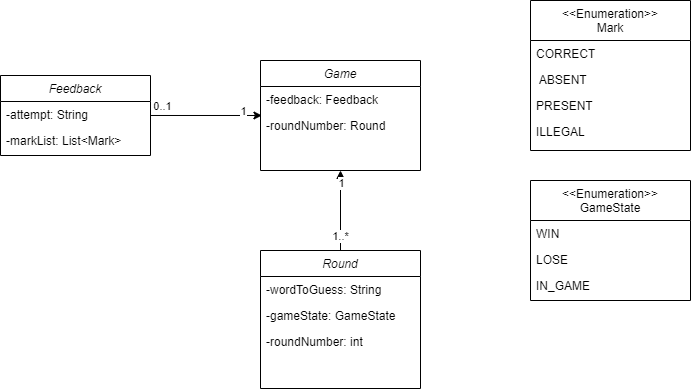 <<Enumeration>>
Mark
CORRECT
ABSENT
PRESENT
ILLEGAL
Game
-feedback: Feedback
-roundNumber: Round
Feedback
-attempt: String
-markList: List<Mark>
0..1
1
1
1..*
<<Enumeration>>
GameState
WIN
LOSE
IN_GAME
Round
-wordToGuess: String
-gameState: GameState
-roundNumber: int